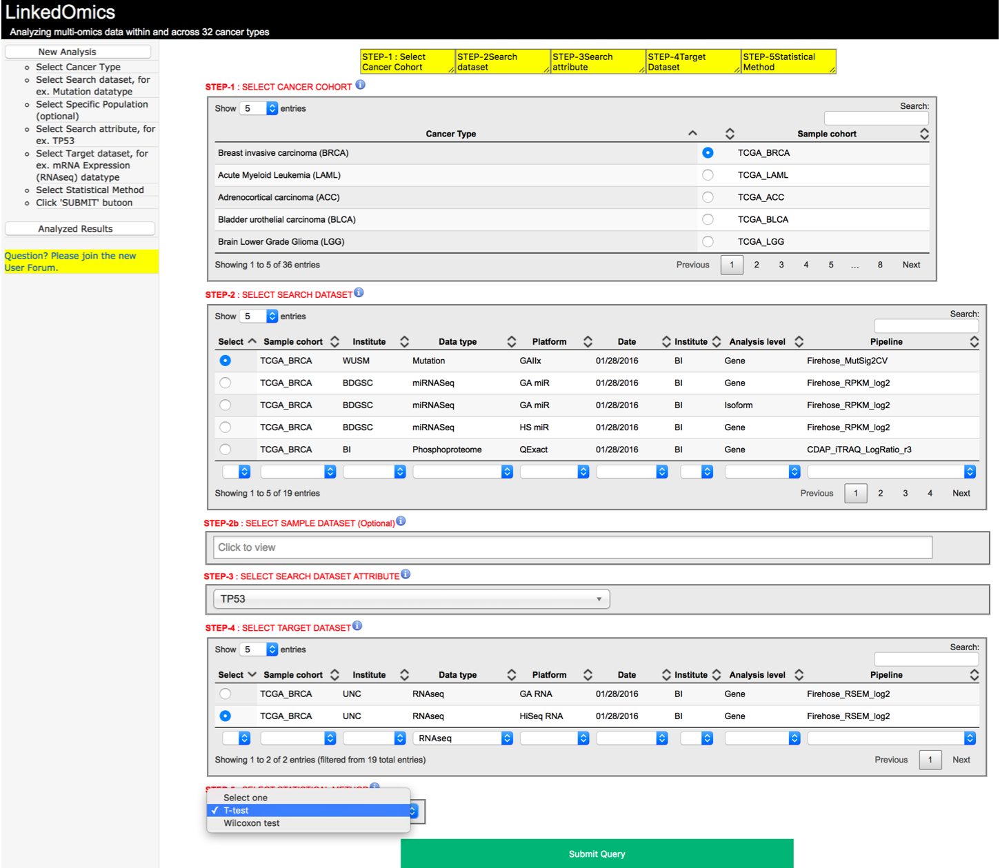 LinkedOmics
Analyzing multi-omics data within and across 32 cancer types
New Analysis
Select Cancer Type
Select Search dataset, for
ex. Mutation datatype
Select Specific Population
(optional)
Select Search attribute, for
ex. TP53
Select Target dataset, for
ex. mRNA Expression
(RNAseq) datatype
Select Statistical Method
Click 'SUBMIT' butoon
Analyzed Results
Question? Please join the new
User Forum.
STEP-1 : Select
Cancer Cohort
STEP-2Search
dataset
STEP-3Search
attribute
STEP-4Target
Dataset
STEP-5Statistical
Method
STEP-1 : SELECT CANCER COHORT
Show 5 entries
Search:
Cancer Type Sample cohort
Breast invasive carcinoma (BRCA) TCGA_BRCA
Acute Myeloid Leukemia (LAML) TCGA_LAML
Adrenocortical carcinoma (ACC) TCGA_ACC
Bladder urothelial carcinoma (BLCA) TCGA_BLCA
Brain Lower Grade Glioma (LGG) TCGA_LGG
Showing 1 to 5 of 36 entries Previous 1 2 3 4 5 ... 8 Next
STEP-2 : SELECT SEARCH DATASET
Show 5 entries
Search:
Select Sample cohort Institute Data type Platform Date Institute Analysis level Pipeline
TCGA_BRCA WUSM Mutation GAIIx 01/28/2016 BI Gene Firehose_MutSig2CV
TCGA_BRCA BDGSC miRNASeq GA miR 01/28/2016 BI Gene Firehose_RPKM_log2
TCGA_BRCA BDGSC miRNASeq GA miR 01/28/2016 BI Isoform Firehose_RPKM_log2
TCGA_BRCA BDGSC miRNASeq HS miR 01/28/2016 BI Gene Firehose_RPKM_log2
TCGA_BRCA BI Phosphoproteome QExact 01/28/2016 BI Gene CDAP_iTRAQ_LogRatio_r3
Showing 1 to 5 of 19 entries Previous 1 2 3 4 Next
STEP-2b : SELECT SAMPLE DATASET (Optional)
Click to view
STEP-3 : SELECT SEARCH DATASET ATTRIBUTE
TP53
STEP-4 : SELECT TARGET DATASET
Show 5 entries
Search:
Select Sample cohort Institute Data type Platform Date Institute Analysis level Pipeline
TCGA_BRCA UNC RNAseq GA RNA 01/28/2016 BI Gene Firehose_RSEM_log2
TCGA_BRCA UNC RNAseq HiSeq RNA 01/28/2016 BI Gene Firehose_RSEM_log2
RNAseq
Showing 1 to 2 of 2 entries (filtered from 19 total entries) Previous 1 Next
STEP-5 : SELECT STATISTICAL METHOD
Select one
✓ T-test
Wilcoxon test
Submit Query